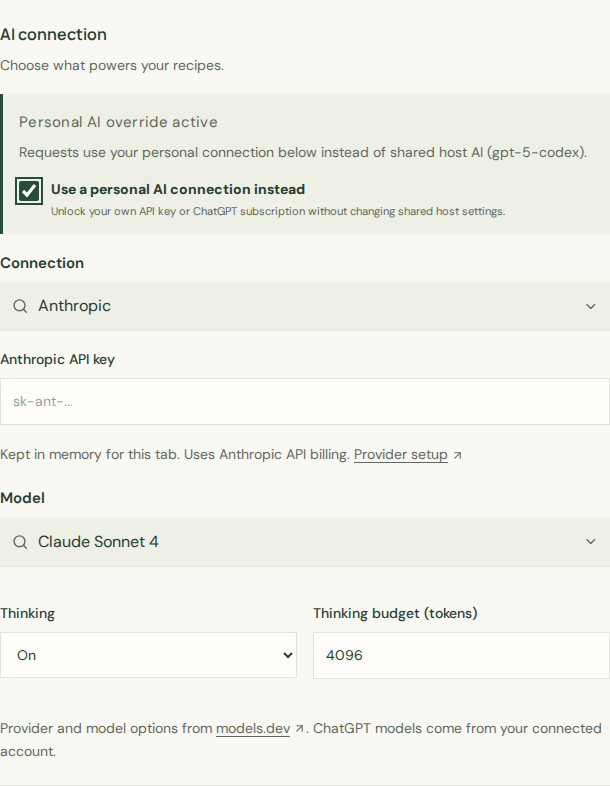 AI connection
Choose what powers your recipes.
Personal AI override active
Requests use your personal connection below instead of shared host AI (gpt-5-codex).
Use a personal AI connection instead
Unlock your own API key or ChatGPT subscription without changing shared host settings.
Connection
Anthropic
Anthropic API key
sk-ant-...
Kept in memory for this tab. Uses Anthropic API billing. Provider setup ↗
Model
Claude Sonnet 4
Thinking
Thinking budget (tokens)
On
4096
Provider and model options from models.dev ↗. ChatGPT models come from your connected
account.